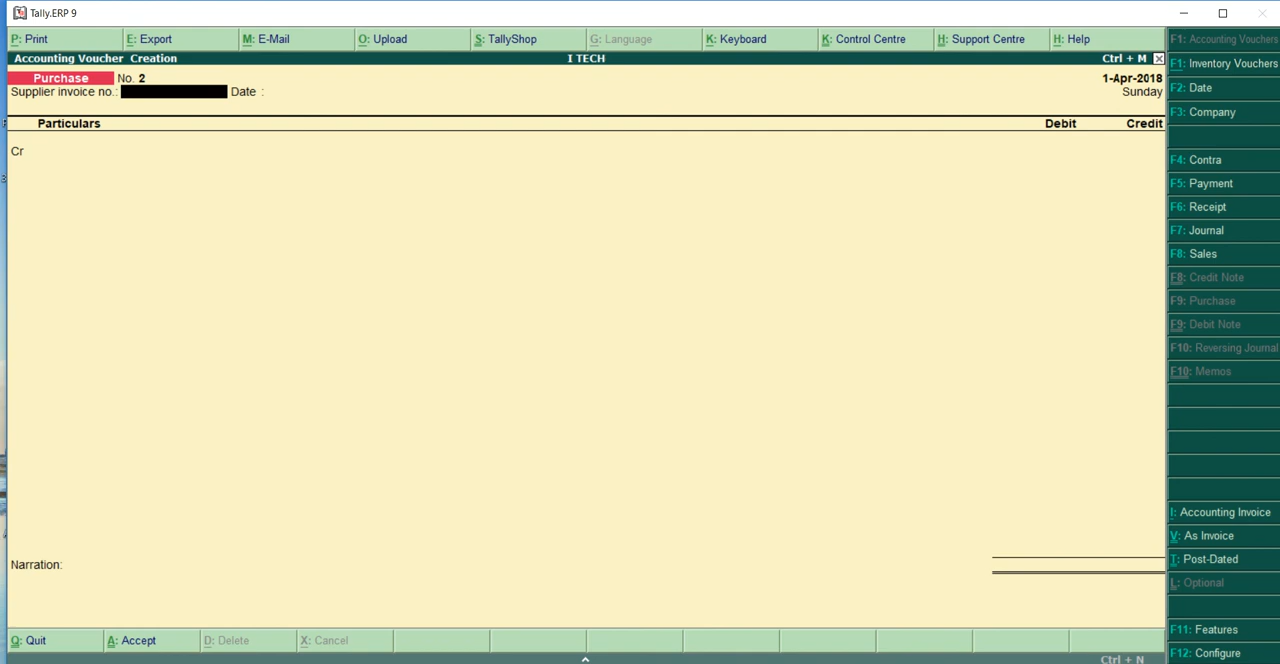 Tally.ERP 9
P: Print E: Export M: E-Mail O: Upload S: TallyShop G: Language K: Keyboard K: Control Centre H: Support Centre H: Help
Accounting Voucher Creation I TECH Ctrl + M
Purchase No. 2 1-Apr-2018
Supplier invoice no.: Date : Sunday
Particulars Debit Credit
Cr
Narration:
Q: Quit A: Accept D: Delete X: Cancel
Ctrl + N
F1: Accounting Vouchers
F1: Inventory Vouchers
F2: Date
F3: Company
F4: Contra
F5: Payment
F6: Receipt
F7: Journal
F8: Sales
F8: Credit Note
F9: Purchase
F9: Debit Note
F10: Reversing Journal
F10: Memos
I: Accounting Invoice
V: As Invoice
T: Post-Dated
L: Optional
F11: Features
F12: Configure